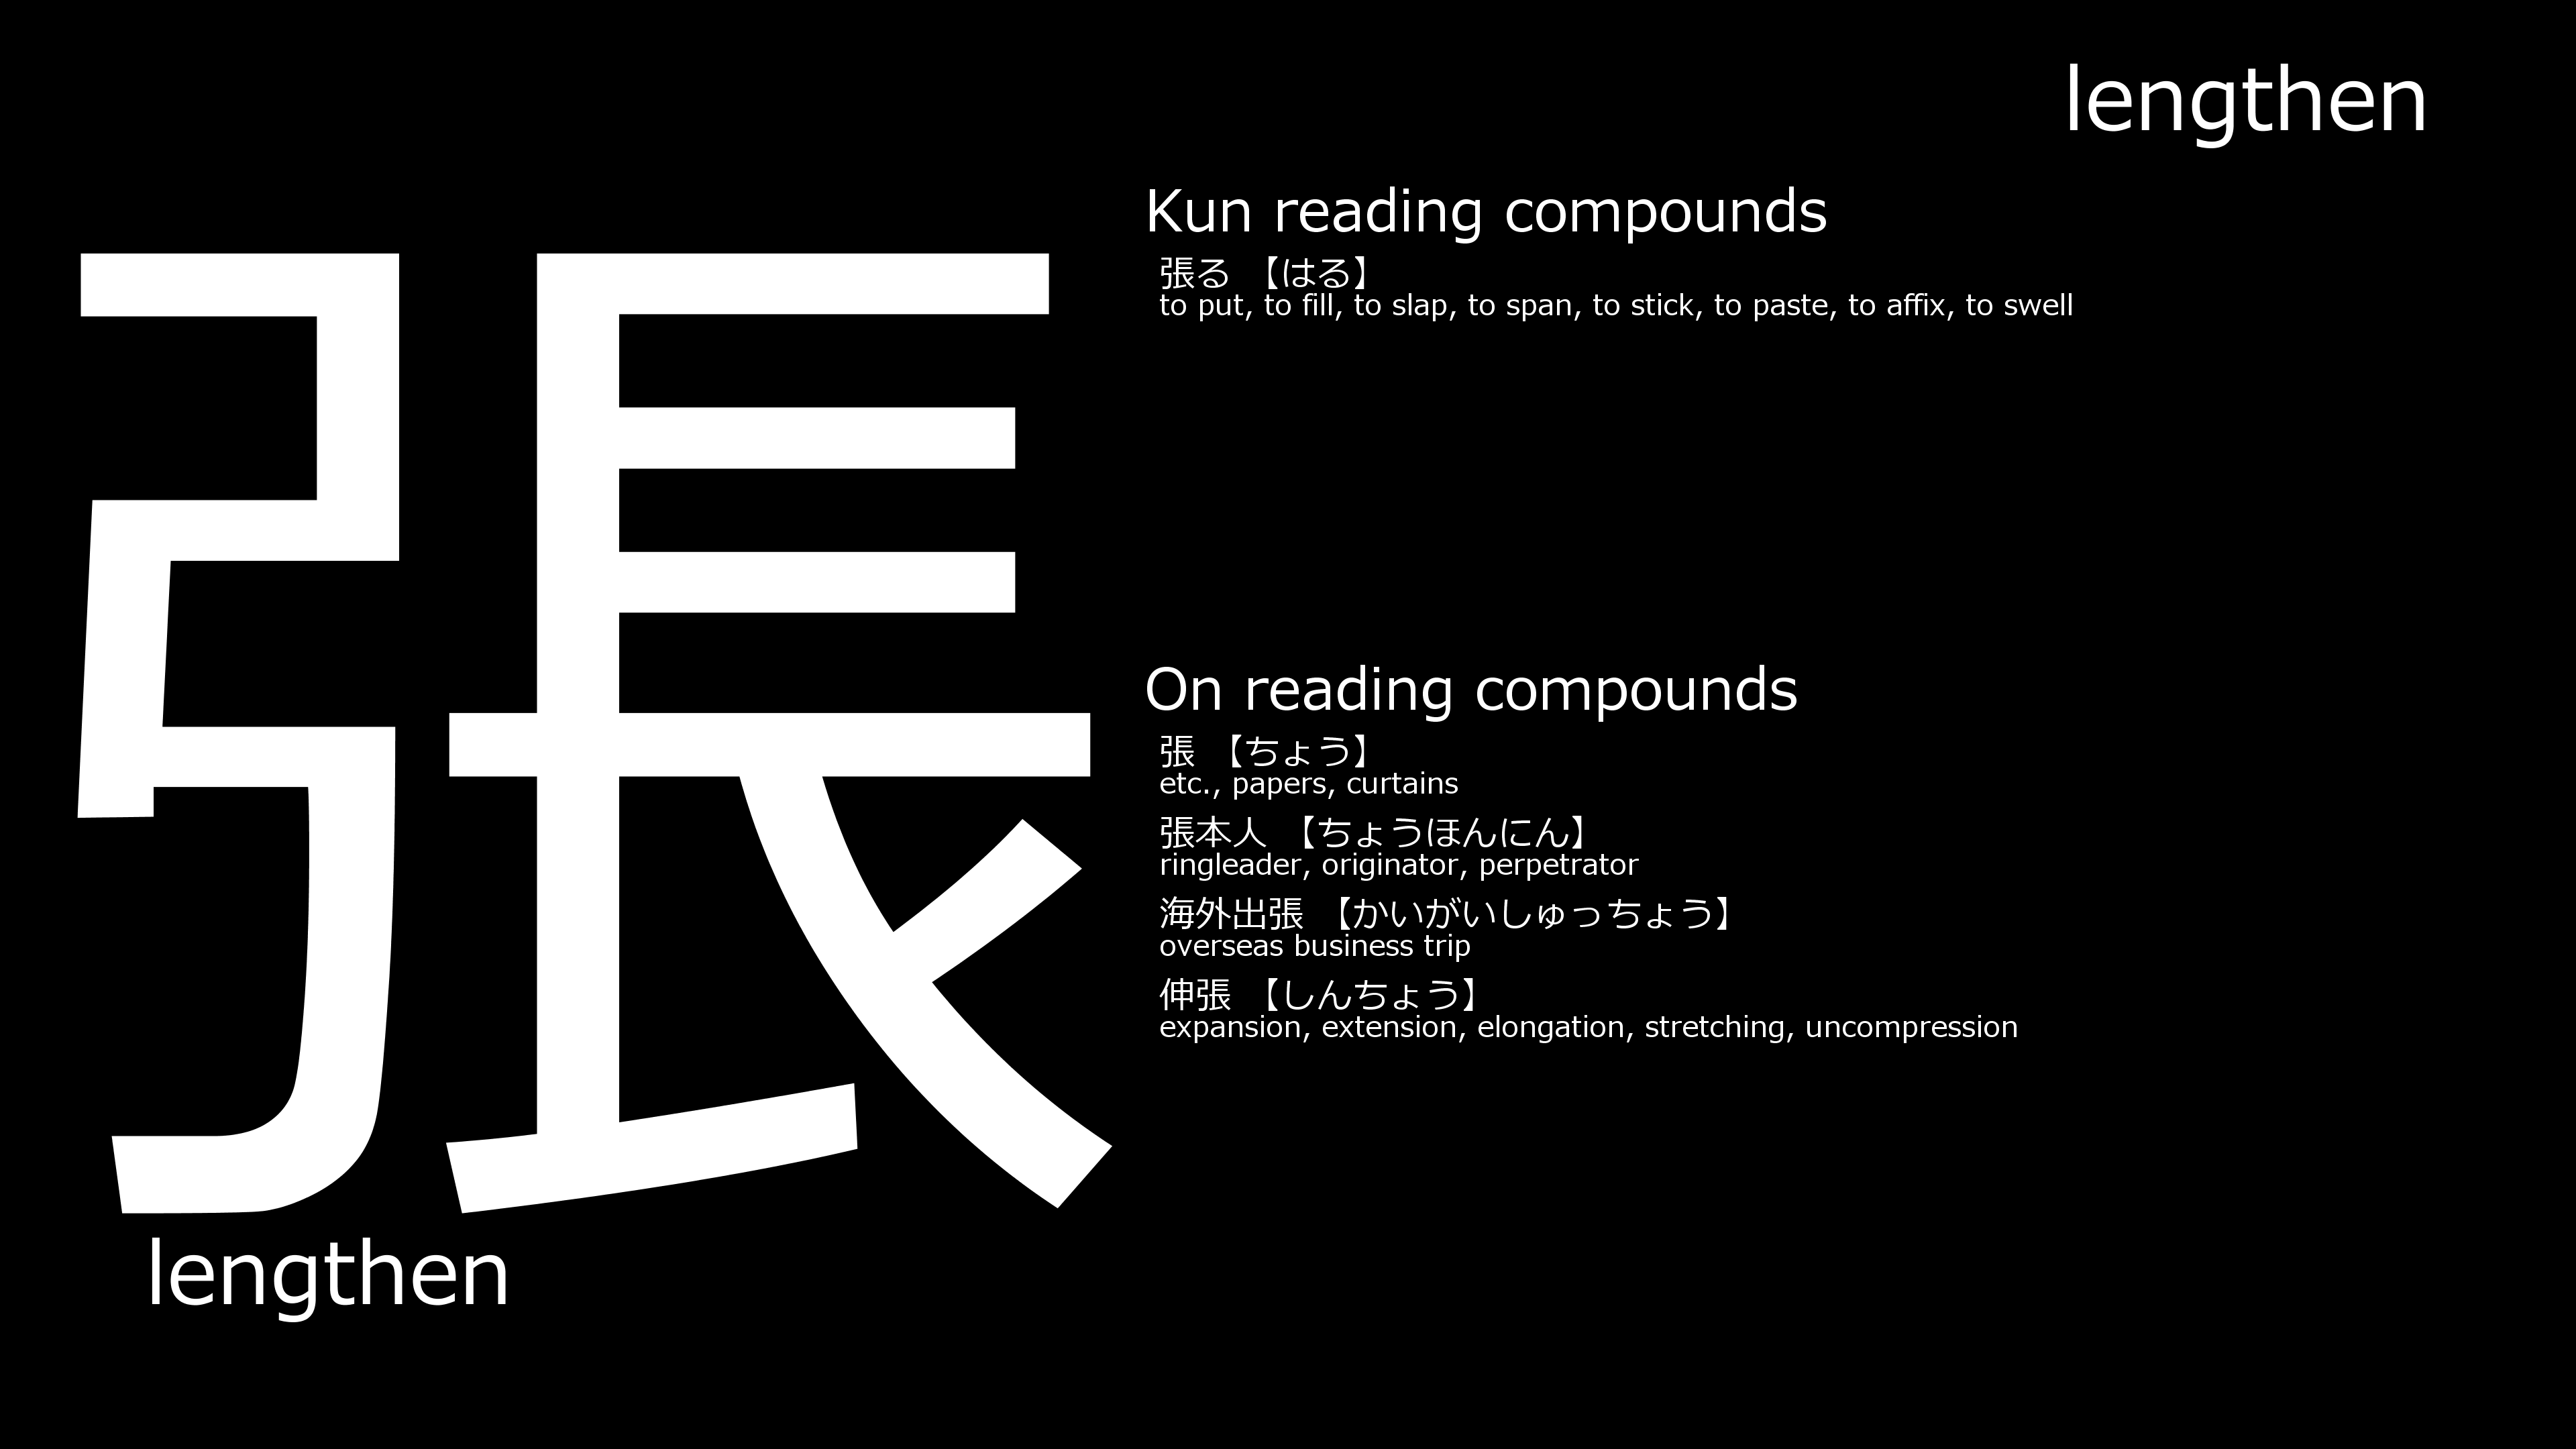 lengthen
Kun reading compounds
張る 【はる】
to put, to fill, to slap, to span, to stick, to paste, to affix, to swell
On reading compounds
張 【ちょう】
etc., papers, curtains
張本人 【ちょうほんにん】
ringleader, originator, perpetrator
海外出張 【かいがいしゅっちょう】
overseas business trip
伸張 【しんちょう】
expansion, extension, elongation, stretching, uncompression
張
lengthen